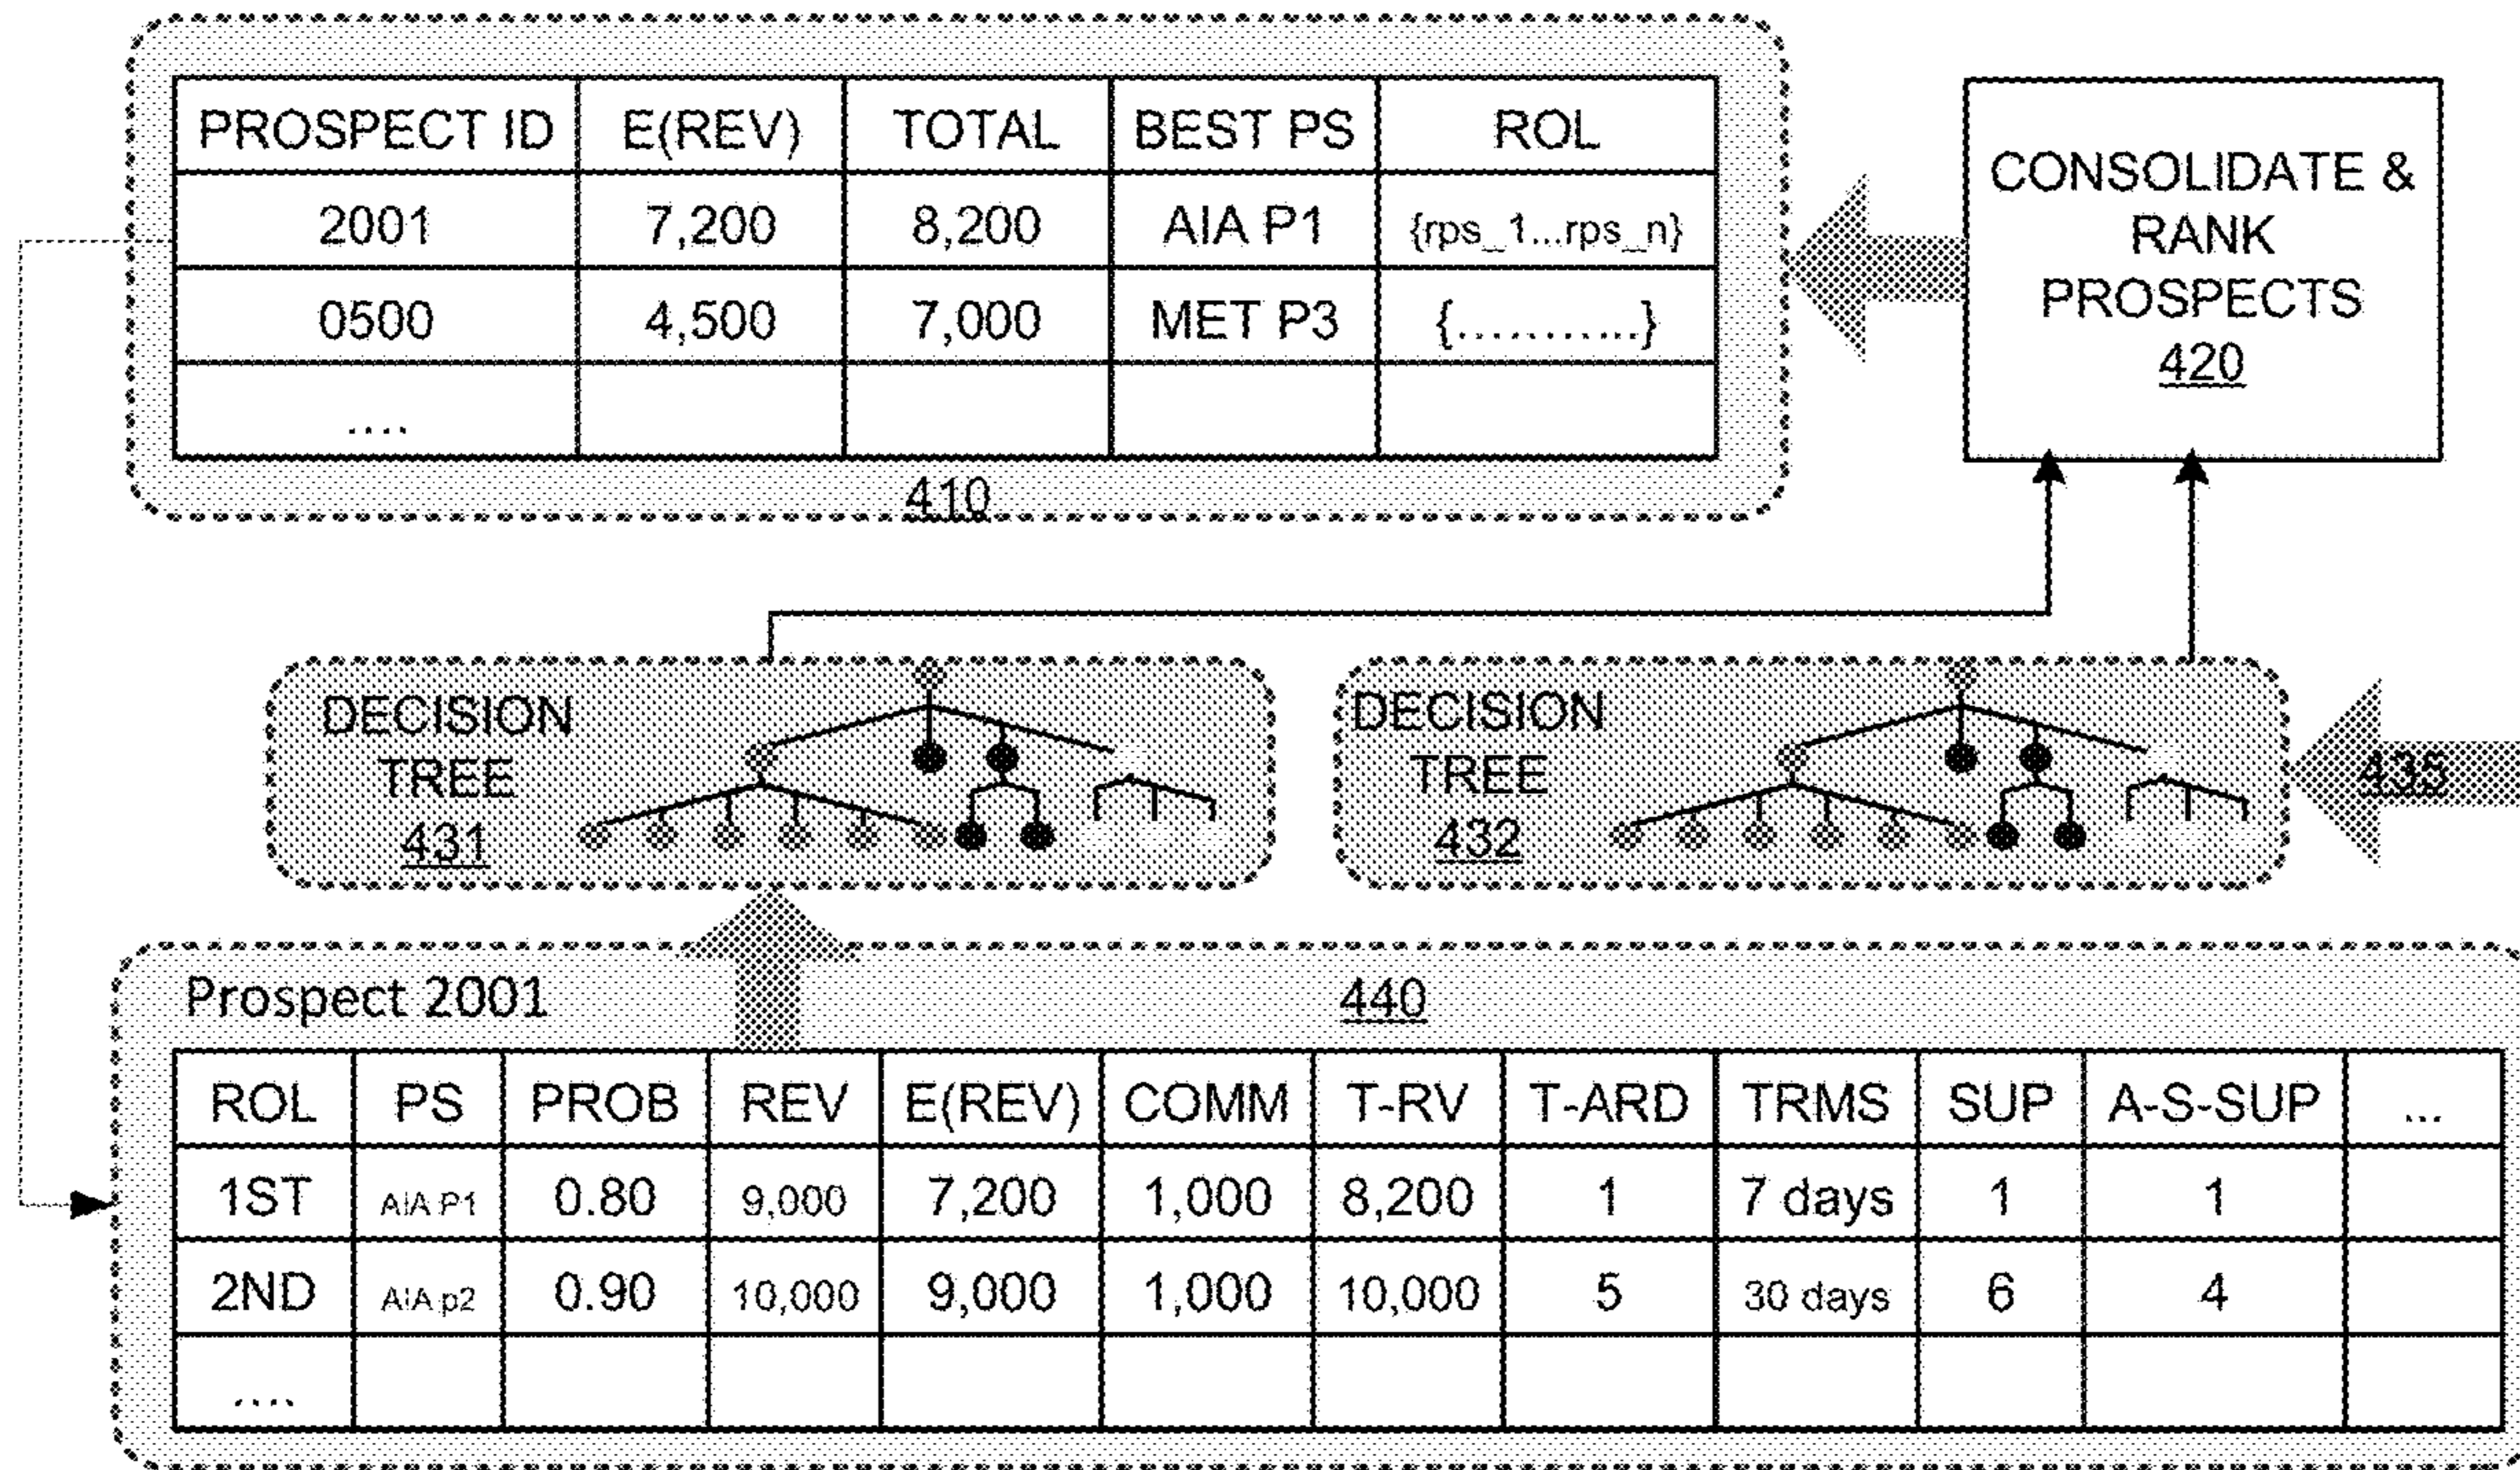 PROSPECT ID E(REV) TOTAL BEST PS ROL
2001 7,200 8,200 AIA P1 {rps_1...rps_n}
0500 4,500 7,000 MET P3 {...........}
....
410
CONSOLIDATE &
RANK
PROSPECTS
420
DECISION
TREE
431
DECISION
TREE
432
435
Prospect 2001
440
ROL PS PROB REV E(REV) COMM T-RV T-ARD TRMS SUP A-S-SUP ...
1ST AIA P1 0.80 9,000 7,200 1,000 8,200 1 7 days 1 1
2ND AIA p2 0.90 10,000 9,000 1,000 10,000 5 30 days 6 4
....